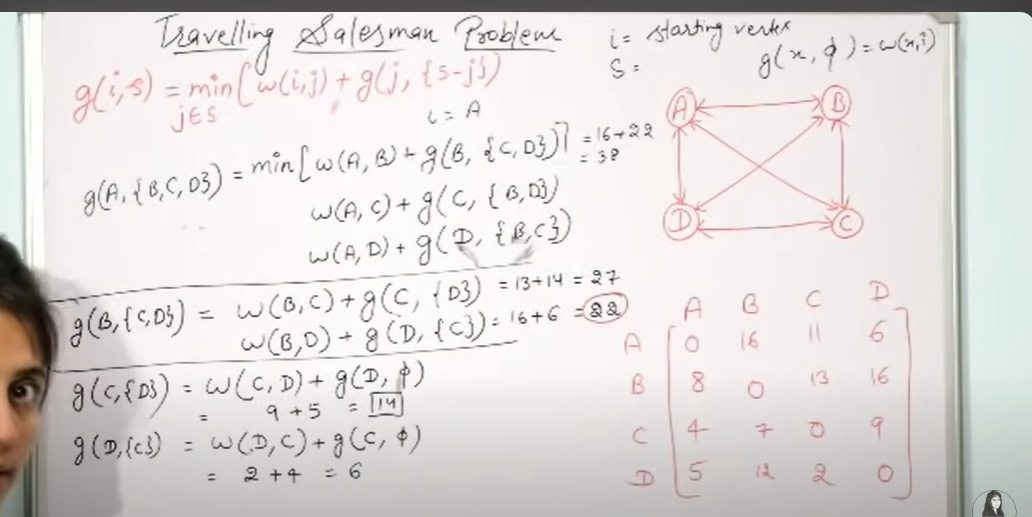 Travelling Salesman Problem
i = starting vertex
S =
g(x, ϕ) = w(x,i)
g(i,s) = min[w(i,j) + g(j, {s-j})
j∈s
i = A
g(A, {B,C,D}) = min[w(A,B) + g(B, {C,D})] = 16+22
= 38
w(A,C) + g(C, {B,D})
w(A,D) + g(D, {B,C})
g(B,{C,D}) = w(B,C) + g(C, {D}) = 13+14 = 27
w(B,D) + g(D, {C}) = 16+6 = 22
g(C,{D}) = w(C,D) + g(D, ϕ)
= 9+5 = 14
g(D,{C}) = w(D,C) + g(C, ϕ)
= 2+4 = 6
A B
D C
A B C D
A 0 16 11 6
B 8 0 13 16
C 4 7 0 9
D 5 12 2 0